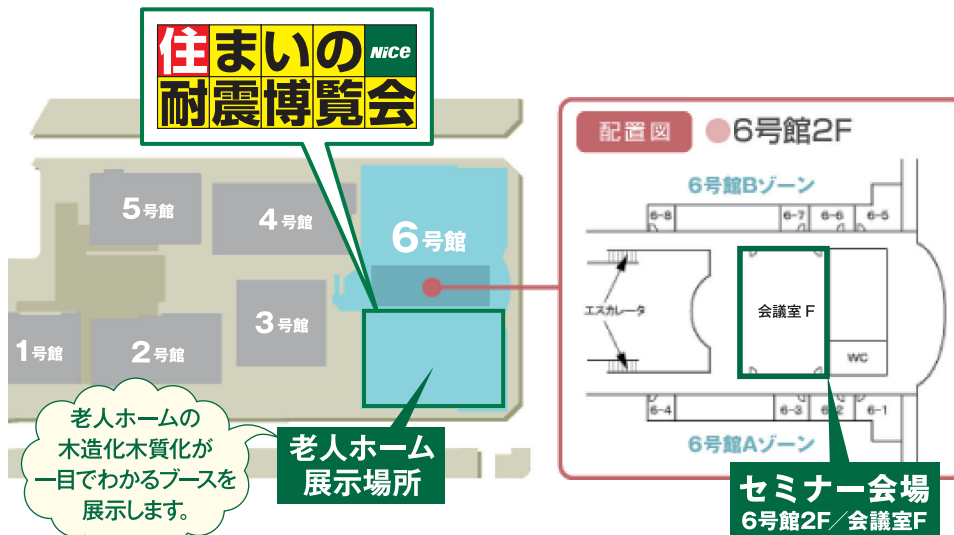 住まいの NICe
耐震博覧会
5号館
4号館
6号館
3号館
1号館
2号館
老人ホームの
木造化木質化が
一目でわかるブースを
展示します。
老人ホーム
展示場所
配置図 ●6号館2F
6号館Bゾーン
6-8 6-7 6-6 6-5
エスカレータ
会議室 F
WC
6-4 6-3 6-2 6-1
6号館Aゾーン
セミナー会場
6号館2F/会議室F